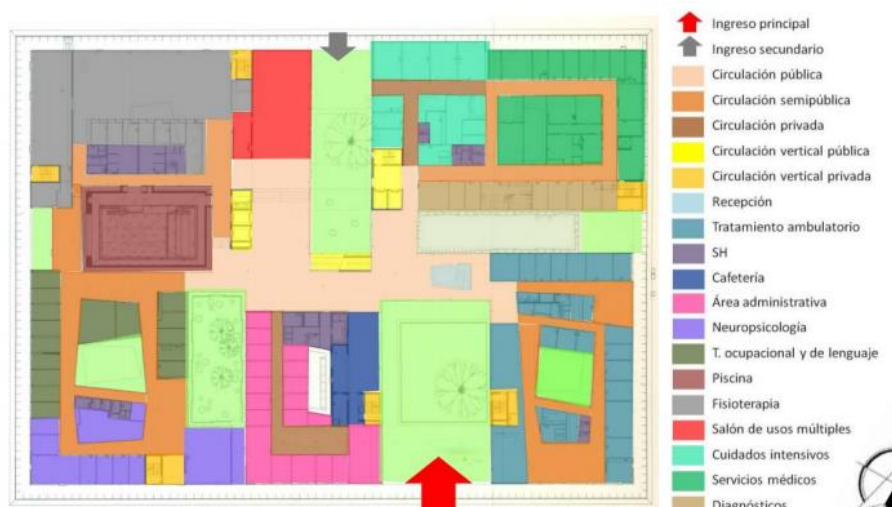 Ingreso principal
Ingreso secundario
Circulación pública
Circulación semipública
Circulación privada
Circulación vertical pública
Circulación vertical privada
Recepción
Tratamiento ambulatorio
SH
Cafetería
Área administrativa
Neuropsicología
T. ocupacional y de lenguaje
Piscina
Fisioterapia
Salón de usos múltiples
Cuidados intensivos
Servicios médicos
Diagnósticos